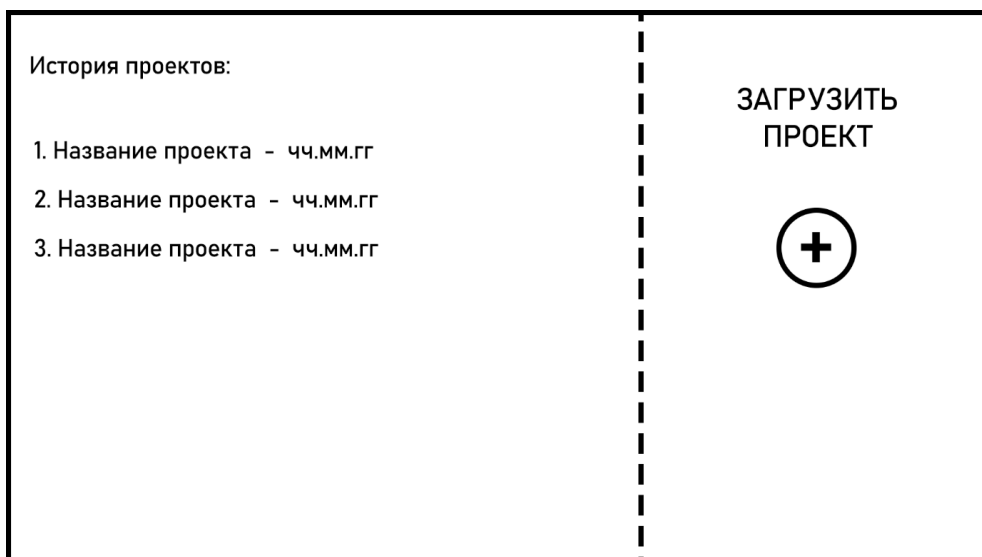 История проектов:
1. Название проекта - чч.мм.гг
2. Название проекта - чч.мм.гг
3. Название проекта - чч.мм.гг
ЗАГРУЗИТЬ
ПРОЕКТ
+